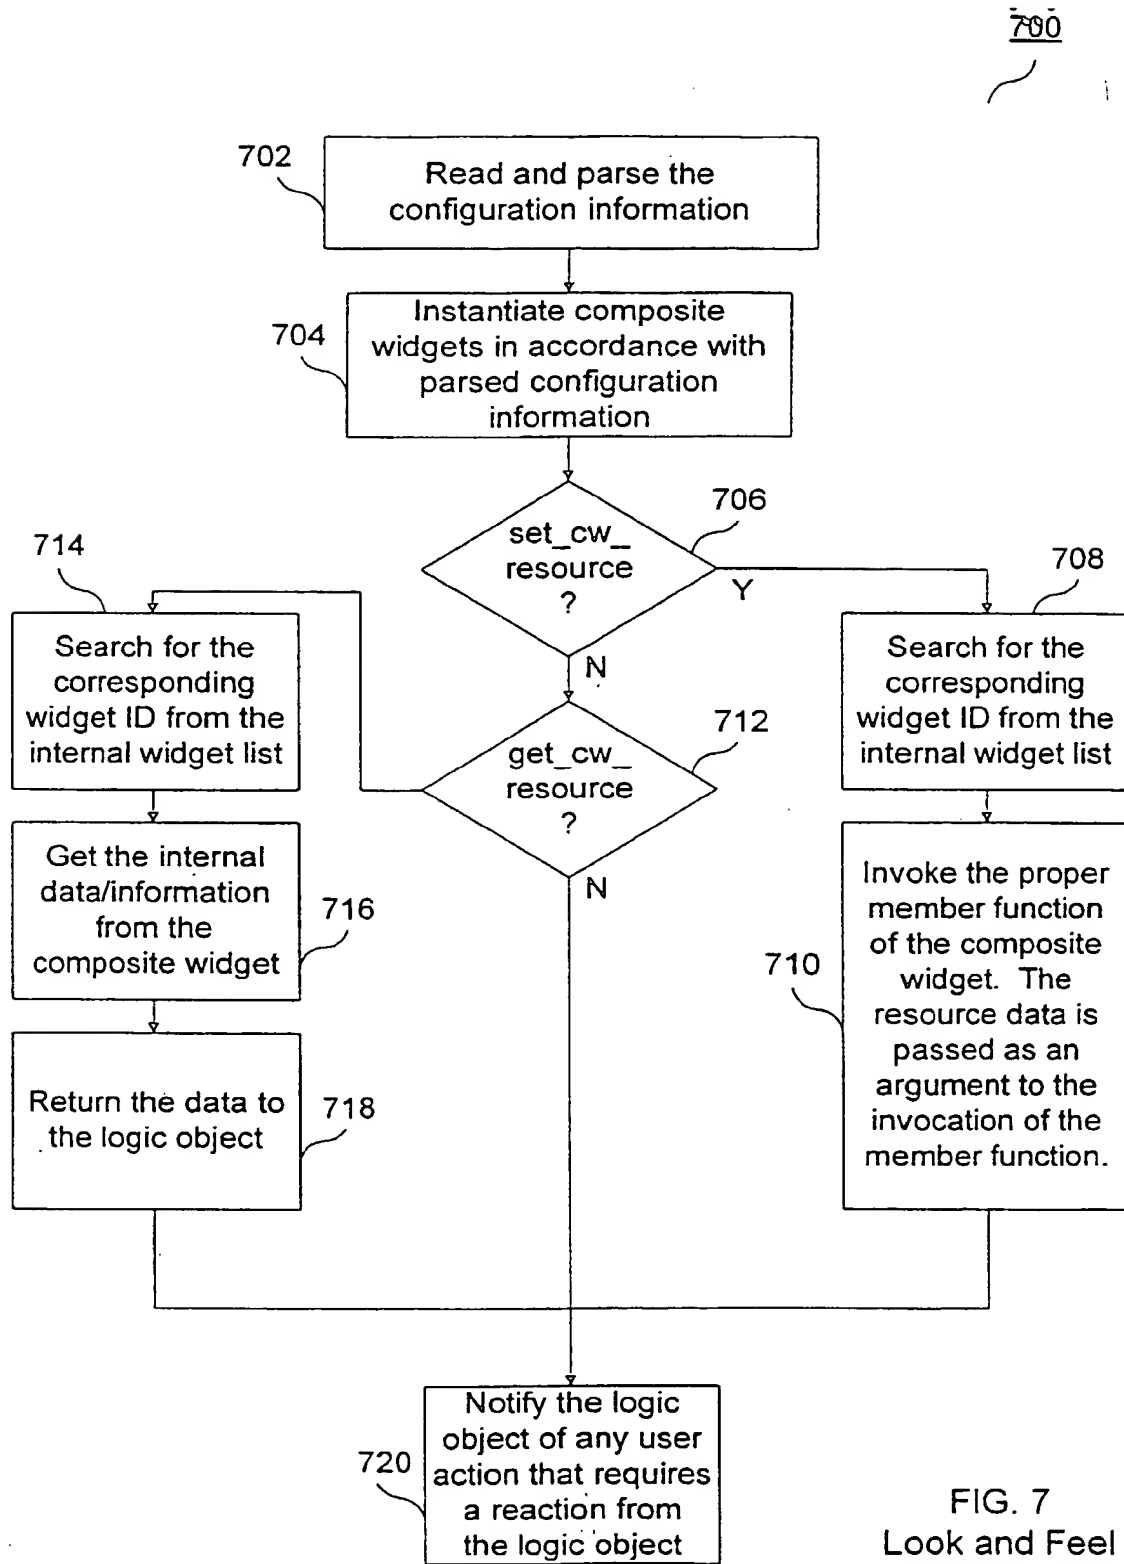 700
702
Read and parse the
configuration information
704
Instantiate composite
widgets in accordance with
parsed configuration
information
706
set_cw_
resource
?
Y
N
714
Search for the
corresponding
widget ID from the
internal widget list
708
Search for the
corresponding
widget ID from the
internal widget list
712
get_cw_
resource
?
N
Get the internal
data/information
from the
composite widget
716
710
Invoke the proper
member function
of the composite
widget. The
resource data is
passed as an
argument to the
invocation of the
member function.
Return the data to
the logic object
718
720
Notify the logic
object of any user
action that requires
a reaction from
the logic object
FIG. 7
Look and Feel